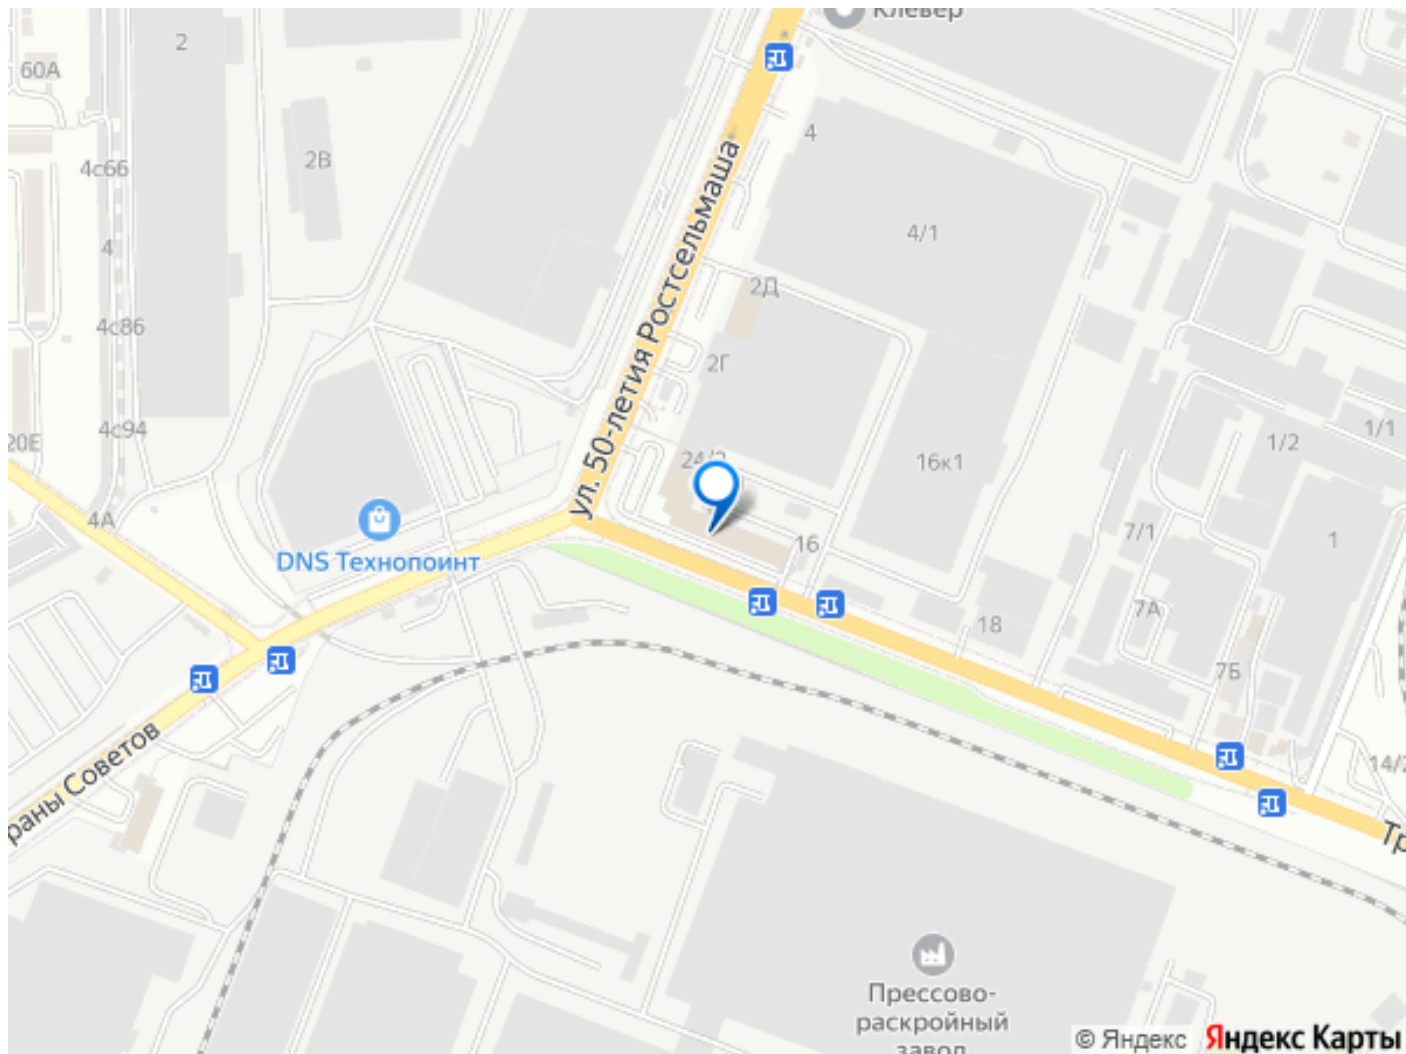 Клевер
2
60А
4
2В
4с66
4/1
4
2Д
4с86
ул. 50-летия Ростсельмаша
2Г
4с94
1/1
20Е
1/2
16к1
4А
7/1
1
16
DNS Технопоинт
7А
18
7Б
раны Советов
14/2
Тр
Прессово-
раскройный
завод
© Яндекс Яндекс Карты